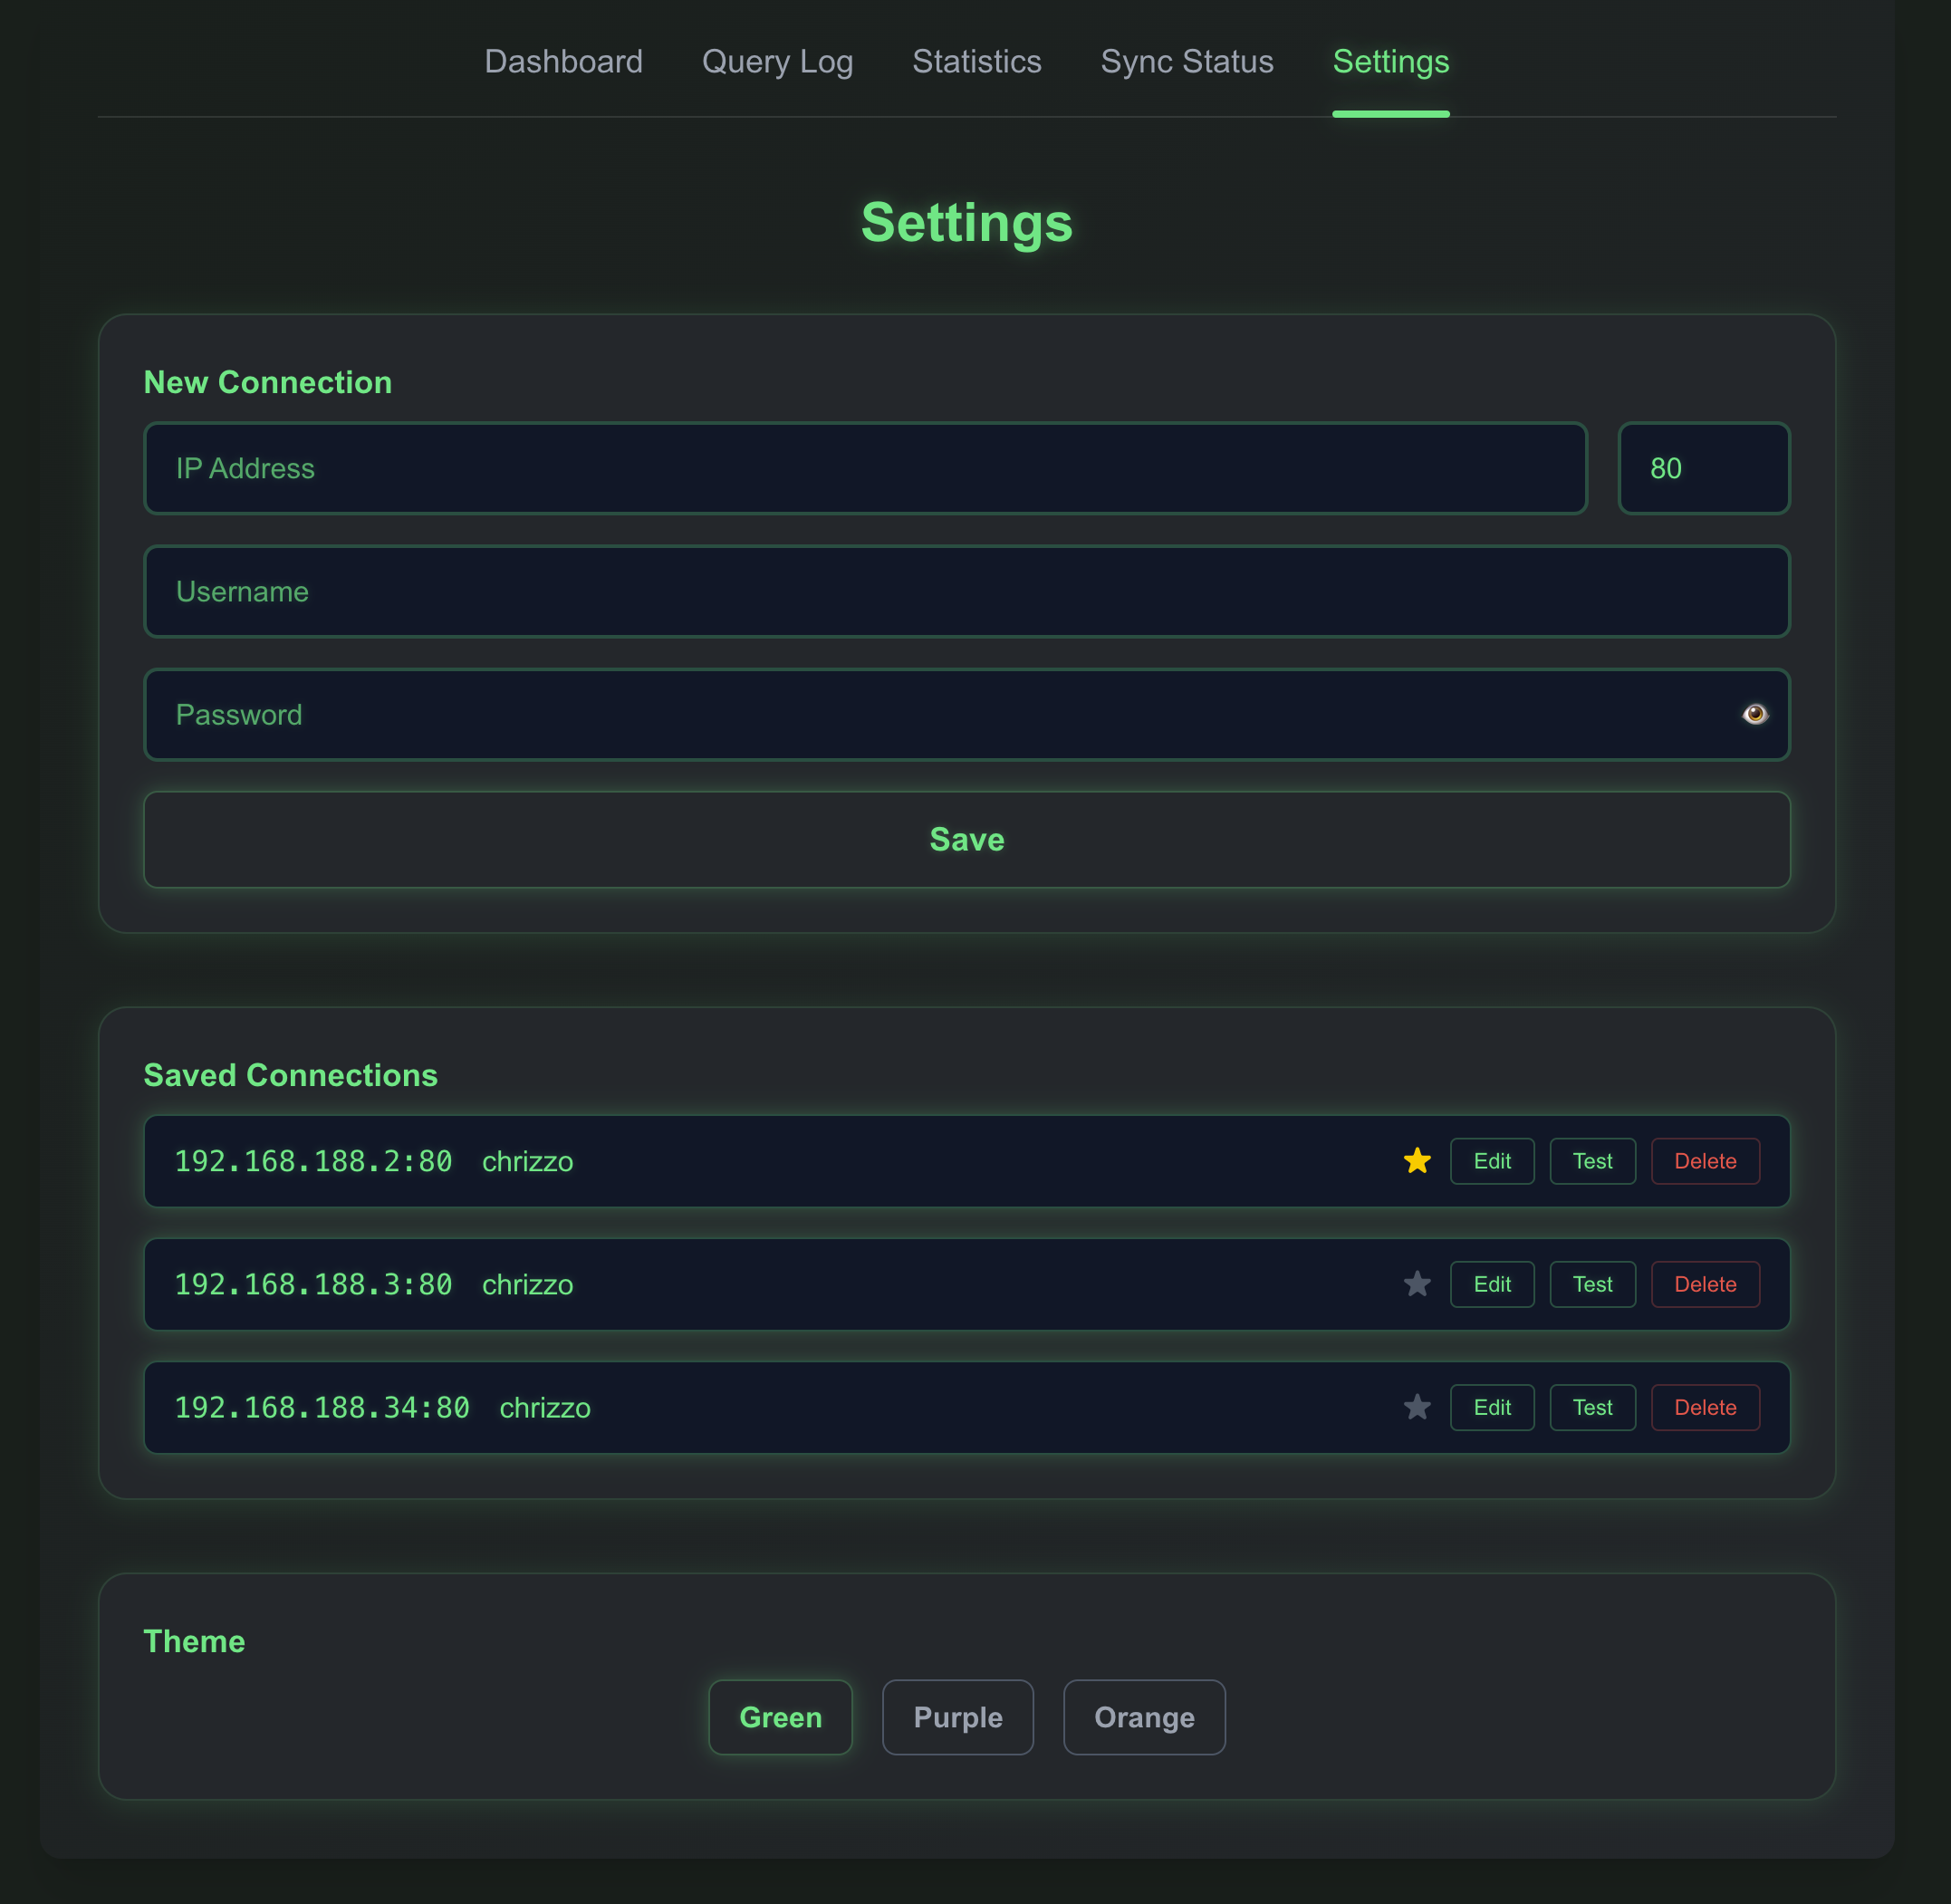 Dashboard Query Log Statistics Sync Status Settings
Settings
New Connection
IP Address 80
Username
Password
Save
Saved Connections
192.168.188.2:80 chrizzo Edit Test Delete
192.168.188.3:80 chrizzo Edit Test Delete
192.168.188.34:80 chrizzo Edit Test Delete
Theme
Green Purple Orange